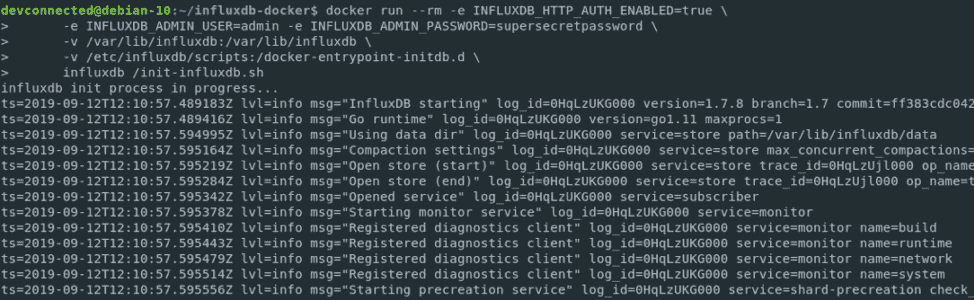 devconnected@debian-10:~/influxdb-docker$ docker run --rm -e INFLUXDB_HTTP_AUTH_ENABLED=true \
> -e INFLUXDB_ADMIN_USER=admin -e INFLUXDB_ADMIN_PASSWORD=supersecretpassword \
> -v /var/lib/influxdb:/var/lib/influxdb \
> -v /etc/influxdb/scripts:/docker-entrypoint-initdb.d \
> influxdb /init-influxdb.sh
influxdb init process in progress...
ts=2019-09-12T12:10:57.489183Z lvl=info msg="InfluxDB starting" log_id=0HqLzUKG000 version=1.7.8 branch=1.7 commit=ff383cdc042
ts=2019-09-12T12:10:57.489416Z lvl=info msg="Go runtime" log_id=0HqLzUKG000 version=go1.11 maxprocs=1
ts=2019-09-12T12:10:57.594995Z lvl=info msg="Using data dir" log_id=0HqLzUKG000 service=store path=/var/lib/influxdb/data
ts=2019-09-12T12:10:57.595164Z lvl=info msg="Compaction settings" log_id=0HqLzUKG000 service=store max_concurrent_compactions=
ts=2019-09-12T12:10:57.595219Z lvl=info msg="Open store (start)" log_id=0HqLzUKG000 service=store trace_id=0HqLzUjl000 op_name
ts=2019-09-12T12:10:57.595284Z lvl=info msg="Open store (end)" log_id=0HqLzUKG000 service=store trace_id=0HqLzUjl000 op_name=t
ts=2019-09-12T12:10:57.595342Z lvl=info msg="Opened service" log_id=0HqLzUKG000 service=subscriber
ts=2019-09-12T12:10:57.595378Z lvl=info msg="Starting monitor service" log_id=0HqLzUKG000 service=monitor
ts=2019-09-12T12:10:57.595410Z lvl=info msg="Registered diagnostics client" log_id=0HqLzUKG000 service=monitor name=build
ts=2019-09-12T12:10:57.595443Z lvl=info msg="Registered diagnostics client" log_id=0HqLzUKG000 service=monitor name=runtime
ts=2019-09-12T12:10:57.595479Z lvl=info msg="Registered diagnostics client" log_id=0HqLzUKG000 service=monitor name=network
ts=2019-09-12T12:10:57.595514Z lvl=info msg="Registered diagnostics client" log_id=0HqLzUKG000 service=monitor name=system
ts=2019-09-12T12:10:57.595556Z lvl=info msg="Starting precreation service" log_id=0HqLzUKG000 service=shard-precreation check